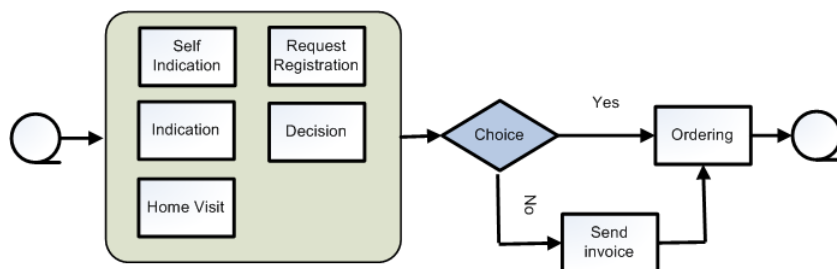 Self
Indication
Request
Registration
Indication
Decision
Home Visit
Choice
Yes
No
Ordering
Send
invoice